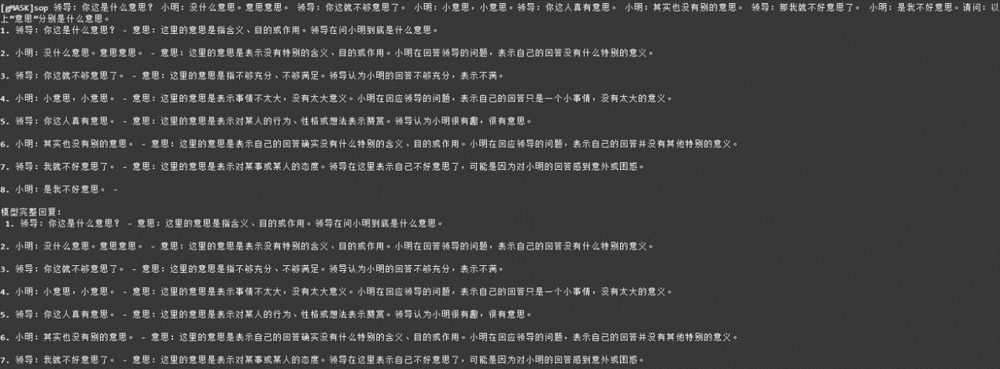 [gMASK]sop 领导：你这是什么意思？ 小明：没什么意思。意思意思。 领导：你这就不够意思了。 小明：小意思，小意思。领导：你这人真有意思。 小明：其实也没有别的意思。 领导：那我就不好意思了。 小明：是我不好意思。请问：以
上“意思”分别是什么意思。
1. 领导：你这是什么意思？ - 意思：这里的意思是指含义、目的或作用。领导在问小明到底是什么意思。
2. 小明：没什么意思。意思意思。 - 意思：这里的意思是表示没有特别的含义、目的或作用。小明在回答领导的问题，表示自己的回答没有什么特别的意义。
3. 领导：你这就不够意思了。 - 意思：这里的意思是指不够充分、不够满足。领导认为小明的回答不够充分，表示不满。
4. 小明：小意思，小意思。 - 意思：这里的意思是表示事情不太大，没有太大意义。小明在回应领导的问题，表示自己的回答只是一个小事情，没有太大的意义。
5. 领导：你这人真有意思。 - 意思：这里的意思是表示对某人的行为、性格或想法表示赞赏。领导认为小明很有趣，很有意思。
6. 小明：其实也没有别的意思。 - 意思：这里的意思是表示自己的回答确实没有什么特别的含义、目的或作用。小明在回应领导的问题，表示自己的回答并没有其他特别的意义。
7. 领导：我就不好意思了。 - 意思：这里的意思是表示对某事或某人的态度。领导在这里表示自己不好意思了，可能是因为对小明的回答感到意外或困惑。
8. 小明：是我不好意思。 -
模型完整回复：
1. 领导：你这是什么意思？ - 意思：这里的意思是指含义、目的或作用。领导在问小明到底是什么意思。
2. 小明：没什么意思。意思意思。 - 意思：这里的意思是表示没有特别的含义、目的或作用。小明在回答领导的问题，表示自己的回答没有什么特别的意义。
3. 领导：你这就不够意思了。 - 意思：这里的意思是指不够充分、不够满足。领导认为小明的回答不够充分，表示不满。
4. 小明：小意思，小意思。 - 意思：这里的意思是表示事情不太大，没有太大意义。小明在回应领导的问题，表示自己的回答只是一个小事情，没有太大的意义。
5. 领导：你这人真有意思。 - 意思：这里的意思是表示对某人的行为、性格或想法表示赞赏。领导认为小明很有趣，很有意思。
6. 小明：其实也没有别的意思。 - 意思：这里的意思是表示自己的回答确实没有什么特别的含义、目的或作用。小明在回应领导的问题，表示自己的回答并没有其他特别的意义。
7. 领导：我就不好意思了。 - 意思：这里的意思是表示对某事或某人的态度。领导在这里表示自己不好意思了，可能是因为对小明的回答感到意外或困惑。